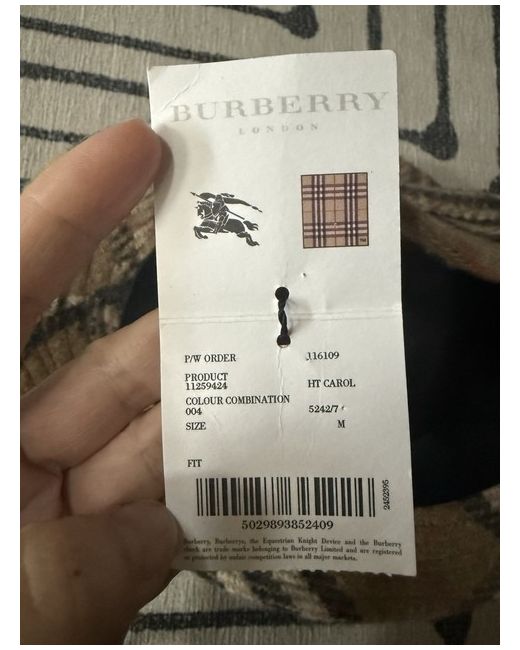 BURBERRY
LONDON
P/W ORDER 116109
PRODUCT
11259424 HT CAROL
COLOUR COMBINATION
004 5242/7
SIZE M
FIT
2452395
5029893852409
Burberry, Burberrys, the Equestrian Knight Device and the Burberry
check are trade marks belonging to Burberry Limited and are registered
or protected by unfair competition laws in all major markets.